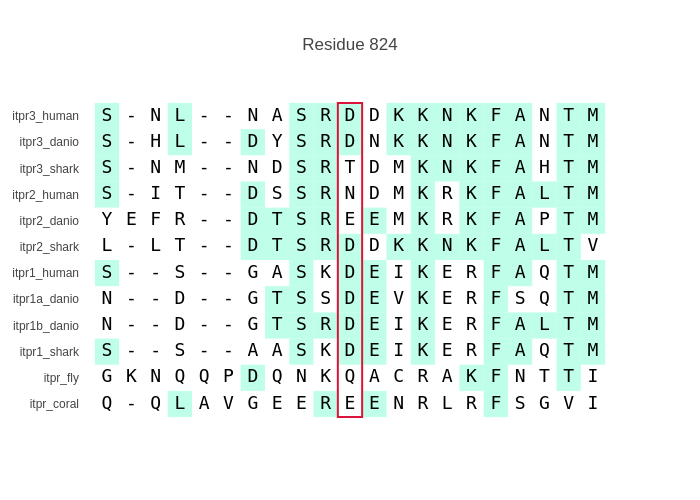 Residue 824
itpr3_human S - N L - - N A S R D D K K N K F A N T M
itpr3_danio S - H L - - D Y S R D N K K N K F A N T M
itpr3_shark S - N M - - N D S R T D M K N K F A H T M
itpr2_human S - I T - - D S S R N D M K R K F A L T M
itpr2_danio Y E F R - - D T S R E E M K R K F A P T M
itpr2_shark L - L T - - D T S R D D K K N K F A L T V
itpr1_human S - - S - - G A S K D E I K E R F A Q T M
itpr1a_danio N - - D - - G T S S D E V K E R F S Q T M
itpr1b_danio N - - D - - G T S R D E I K E R F A L T M
itpr1_shark S - - S - - A A S K D E I K E R F A Q T M
itpr_fly G K N Q Q P D Q N K Q A C R A K F N T T I
itpr_coral Q - Q L A V G E E R E E N R L R F S G V I